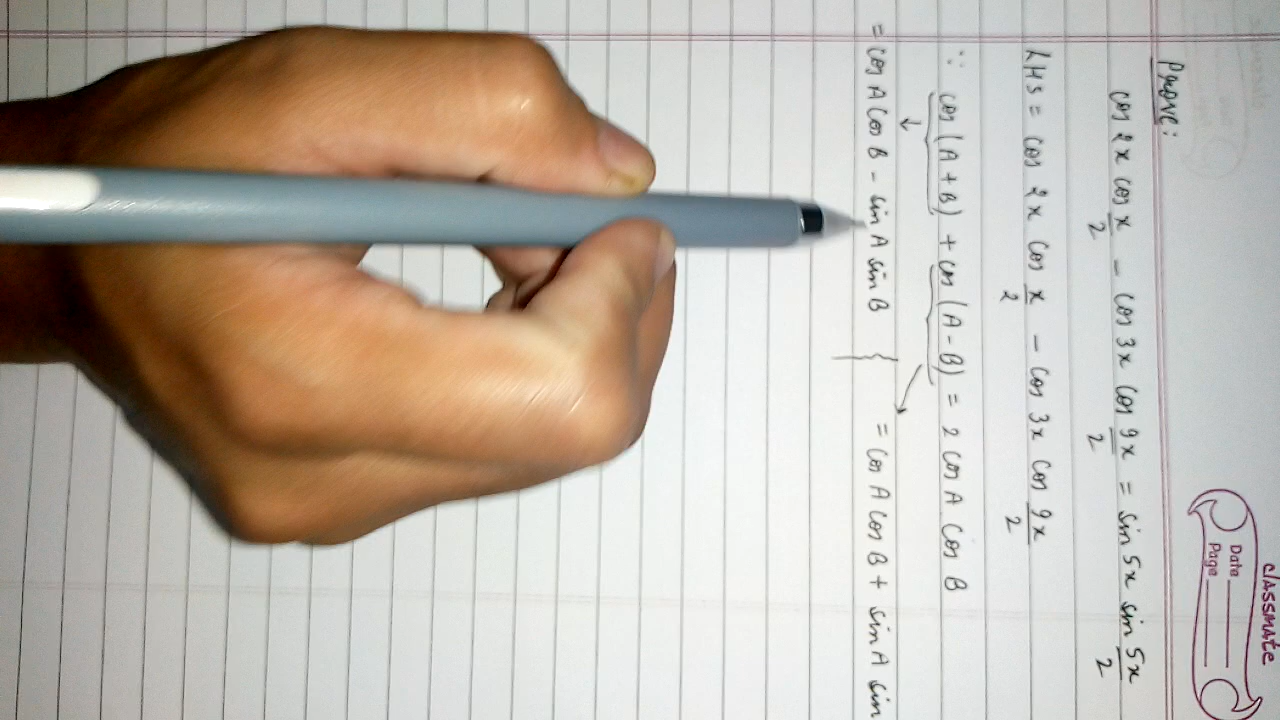 classmate
Date
Page
Prove:
cos 2x cos x/2 - cos 3x cos 9x/2 = sin 5x sin 5x/2
LHS = cos 2x cos x/2 - cos 3x cos 9x/2
∵ cos (A+B) + cos (A-B) = 2 cos A cos B
= cos A cos B - sin A sin B } = cos A cos B + sin A sin